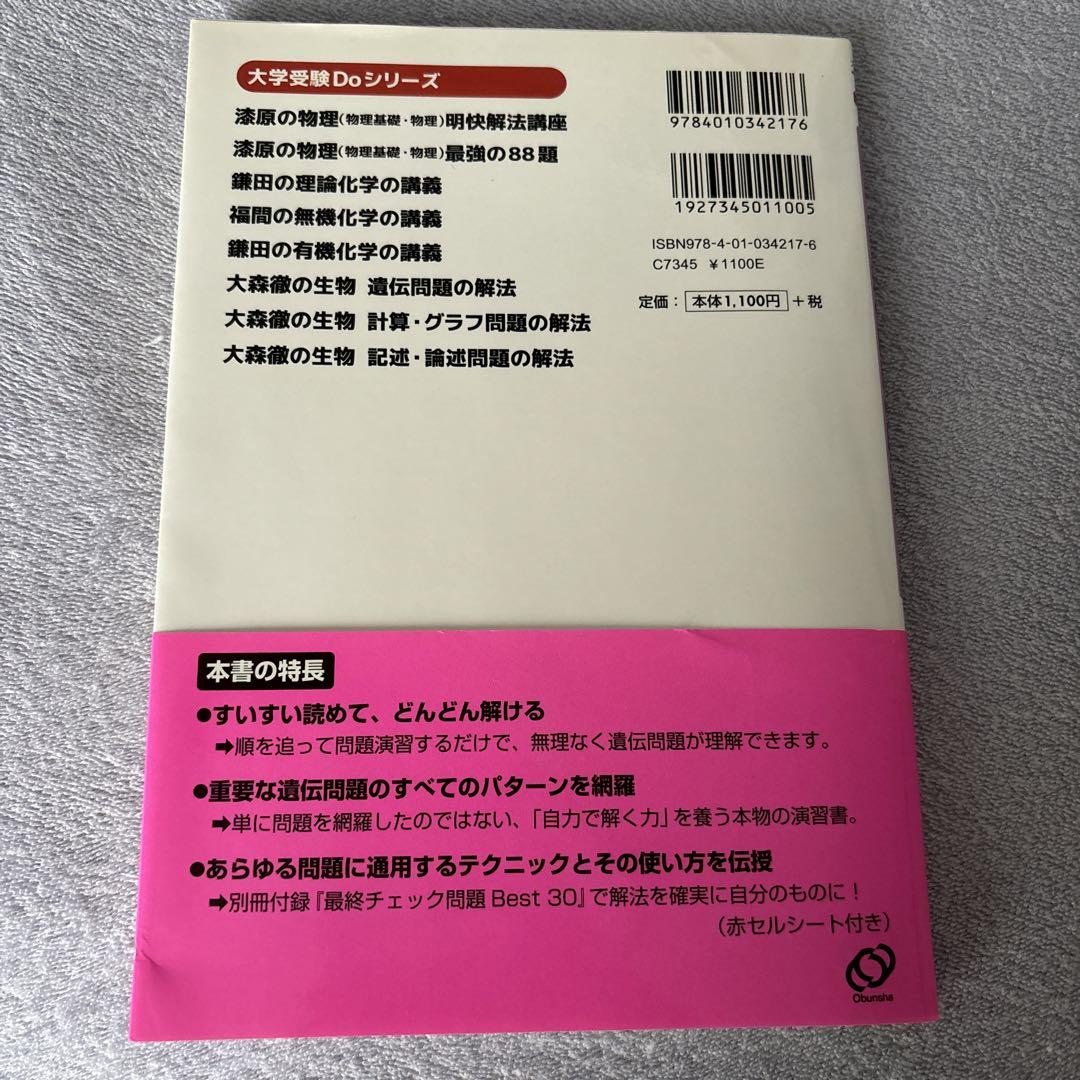 大学受験Doシリーズ
漆原の物理(物理基礎・物理)明快解法講座
漆原の物理(物理基礎・物理)最強の88題
鎌田の理論化学の講義
福間の無機化学の講義
鎌田の有機化学の講義
大森徹の生物 遺伝問題の解法
大森徹の生物 計算・グラフ問題の解法
大森徹の生物 記述・論述問題の解法
9784010342176
1927345011005
ISBN978-4-01-034217-6
C7345 ¥1100E
定価：本体1,100円＋税
本書の特長
●すいすい読めて、どんどん解ける
➡順を追って問題演習するだけで、無理なく遺伝問題が理解できます。
●重要な遺伝問題のすべてのパターンを網羅
➡単に問題を網羅したのではない、「自力で解く力」を養う本物の演習書。
●あらゆる問題に通用するテクニックとその使い方を伝授
➡別冊付録『最終チェック問題 Best 30』で解法を確実に自分のものに！
（赤セルシート付き）
Obunsha